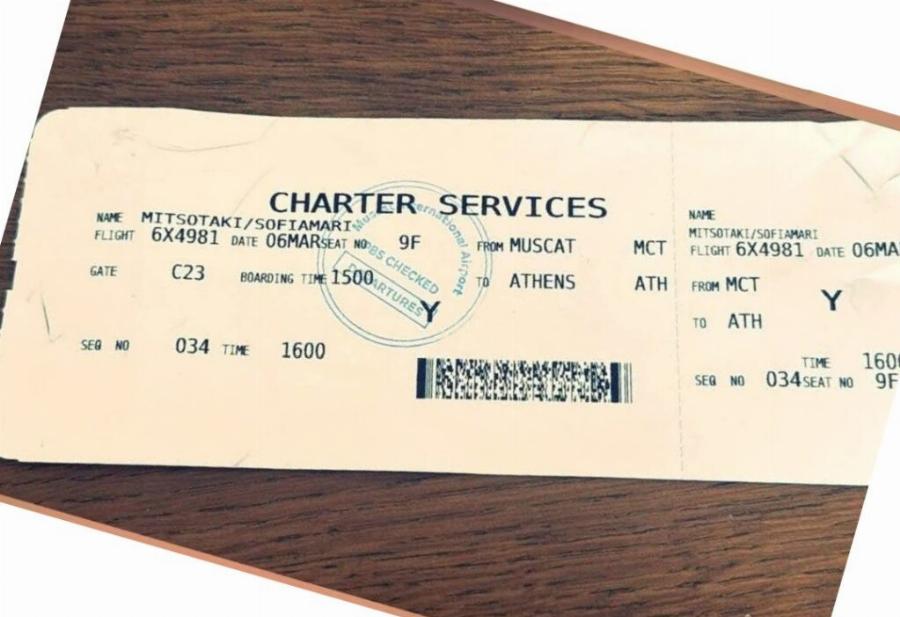 CHARTER SERVICES
NAME MITSOTAKI/SOFIAMARI
FLIGHT 6X4981 DATE 06MAR SEAT NO 9F FROM MUSCAT MCT
GATE C23 BOARDING TIME 1500 TO ATHENS ATH
Y
SEQ NO 034 TIME 1600
Muscat International Airport
PBS CHECKED
DEPARTURES
NAME
MITSOTAKI/SOFIAMARI
FLIGHT 6X4981 DATE 06MA
FROM MCT
Y
TO ATH
TIME 1600
SEQ NO 034 SEAT NO 9F